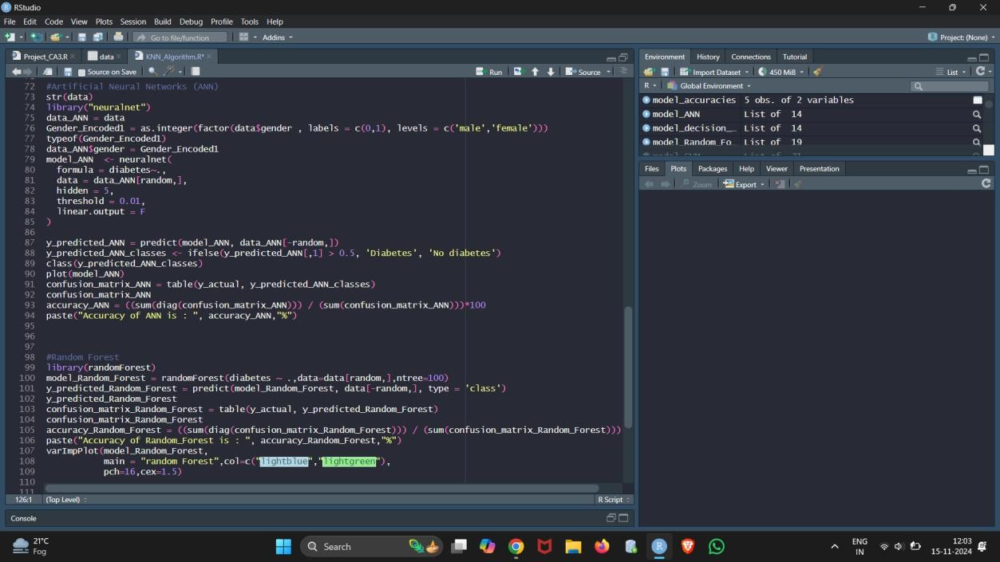 RStudio
File Edit Code View Plots Session Build Debug Profile Tools Help
Go to file/function Addins Project: (None)
Project_CA3.R data KNN_Algorithm.R*
Source on Save Run Source
72 #Artificial Neural Networks (ANN)
73 str(data)
74 library("neuralnet")
75 data_ANN = data
76 Gender_Encoded1 = as.integer(factor(data$gender , labels = c(0,1), levels = c('male','female')))
77 typeof(Gender_Encoded1)
78 data_ANN$gender = Gender_Encoded1
79 model_ANN <- neuralnet(
80 formula = diabetes~.,
81 data = data_ANN[random,],
82 hidden = 5,
83 threshold = 0.01,
84 linear.output = F
85 )
86
87 y_predicted_ANN = predict(model_ANN, data_ANN[-random,])
88 y_predicted_ANN_classes <- ifelse(y_predicted_ANN[,1] > 0.5, 'Diabetes', 'No diabetes')
89 class(y_predicted_ANN_classes)
90 plot(model_ANN)
91 confusion_matrix_ANN = table(y_actual, y_predicted_ANN_classes)
92 confusion_matrix_ANN
93 accuracy_ANN = ((sum(diag(confusion_matrix_ANN))) / (sum(confusion_matrix_ANN)))*100
94 paste("Accuracy of ANN is : ", accuracy_ANN,"%")
95
96
97
98 #Random Forest
99 library(randomForest)
100 model_Random_Forest = randomForest(diabetes ~ .,data=data[random,],ntree=100)
101 y_predicted_Random_Forest = predict(model_Random_Forest, data[-random,], type = 'class')
102 y_predicted_Random_Forest
103 confusion_matrix_Random_Forest = table(y_actual, y_predicted_Random_Forest)
104 confusion_matrix_Random_Forest
105 accuracy_Random_Forest = ((sum(diag(confusion_matrix_Random_Forest))) / (sum(confusion_matrix_Random_Forest)))
106 paste("Accuracy of Random_Forest is : ", accuracy_Random_Forest,"%")
107 varImpPlot(model_Random_Forest,
108 main = "random Forest",col=c("lightblue","lightgreen"),
109 pch=16,cex=1.5)
110
111
126:1 (Top Level) R Script
Console
Environment History Connections Tutorial
Import Dataset 450 MiB List
R Global Environment
model_accuracies 5 obs. of 2 variables
model_ANN List of 14
model_decision_... List of 14
model_Random_Fo... List of 19
Files Plots Packages Help Viewer Presentation
Zoom Export
21°C
Fog
Search
ENG
IN
12:03
15-11-2024